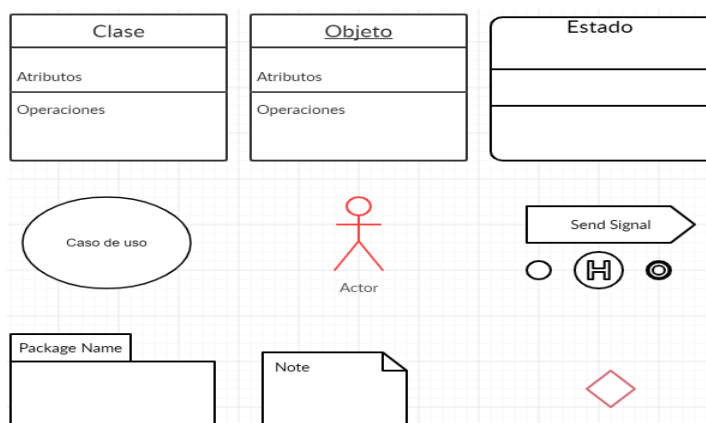 Clase
Objeto
Estado
Atributos
Atributos
Operaciones
Operaciones
Caso de uso
Actor
Send Signal
H
Package Name
Note